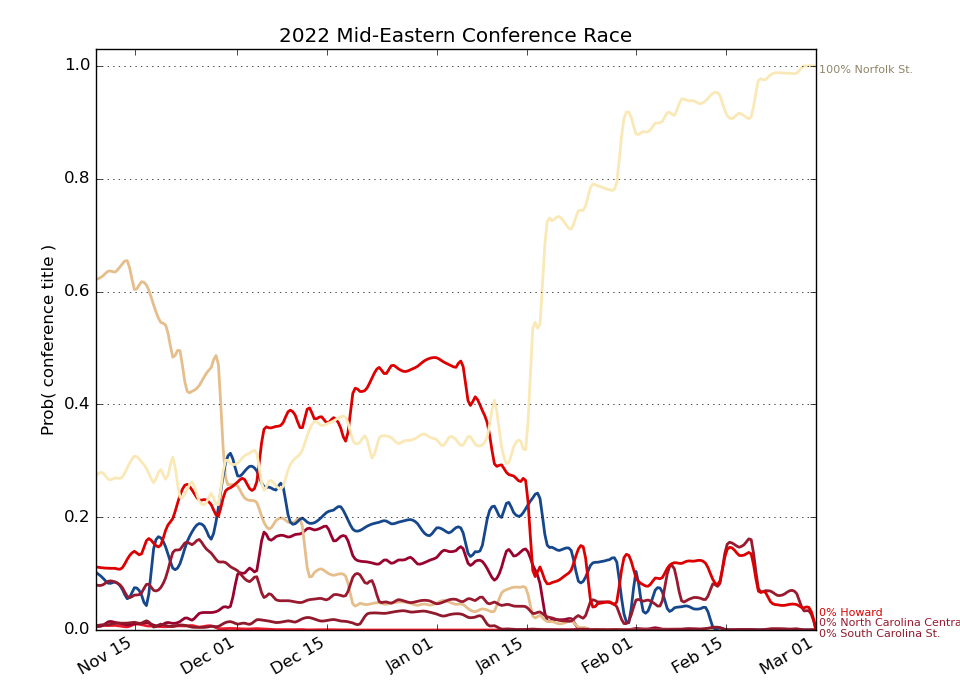 2022 Mid-Eastern Conference Race
Prob( conference title )
1.0
0.8
0.6
0.4
0.2
0.0
Nov 15
Dec 01
Dec 15
Jan 01
Jan 15
Feb 01
Feb 15
Mar 01
100% Norfolk St.
0% Howard
0% North Carolina Centra
0% South Carolina St.